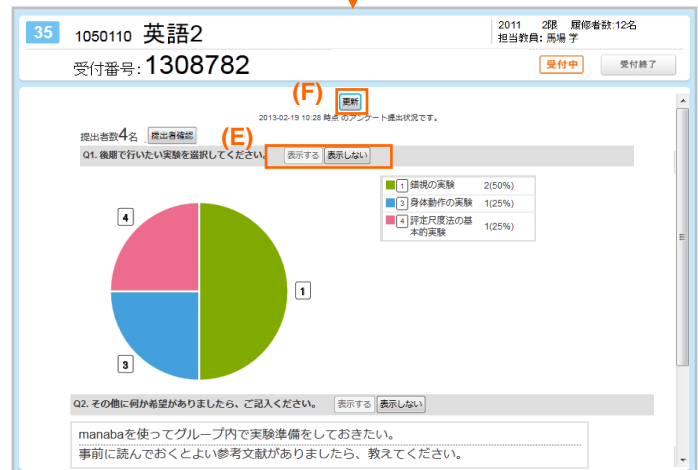 35 1050110 英語2
2011 2限 履修者数:12名
担当教員: 馬場 学
受付番号: 1308782
受付中 受付終了
(F) 更新
2013-02-19 10:28 時点 のアンケート提出状況です。
提出者数4名 提出者確認
(E)
Q1. 後期で行いたい実験を選択してください。 表示する 表示しない
1 錯視の実験 2(50%)
3 身体動作の実験 1(25%)
4 評定尺度法の基
本的実験 1(25%)
4
1
3
Q2. その他に何か希望がありましたら、ご記入ください。 表示する 表示しない
manabaを使ってグループ内で実験準備をしておきたい。
事前に読んでおくとよい参考文献がありましたら、教えてください。